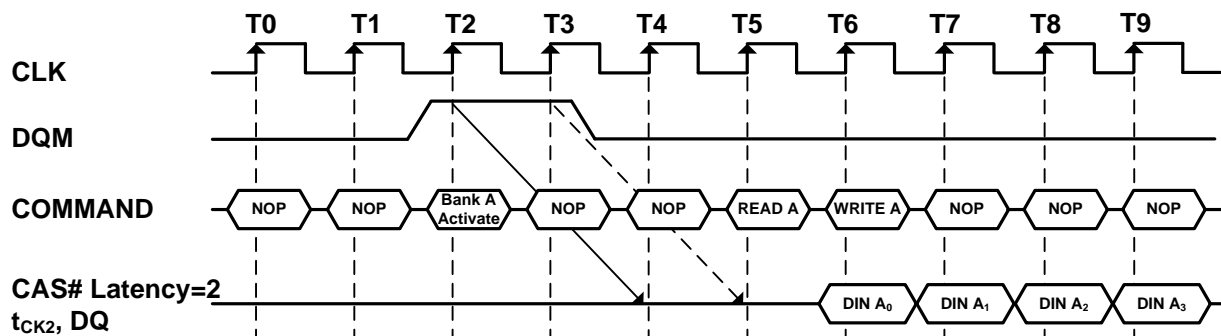 T0 T1 T2 T3 T4 T5 T6 T7 T8 T9
CLK
DQM
COMMAND NOP NOP Bank A Activate NOP NOP READ A WRITE A NOP NOP NOP
CAS# Latency=2
tCK2, DQ DIN A0 DIN A1 DIN A2 DIN A3